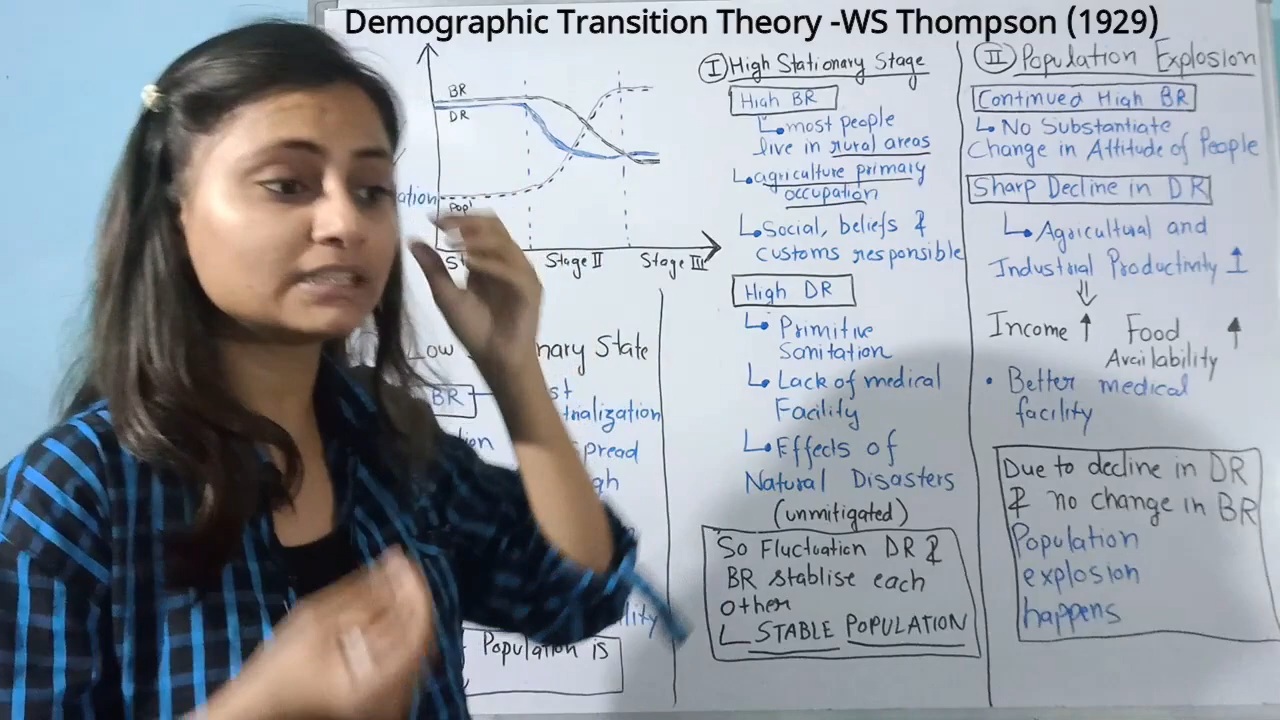 Demographic Transition Theory -WS Thompson (1929)
BR
DR
ation
Popⁿ
Stage II
Stage III
Low
nary State
BR
trialization
spread
Population is
I High Stationary Stage
High BR
most people
live in rural areas
agriculture primary
occupation
Social, beliefs &
customs responsible
High DR
Primitive
Sanitation
Lack of medical
Facility
Effects of
Natural Disasters
(unmitigated)
So Fluctuation DR &
BR stablise each
other
STABLE POPULATION
II Population Explosion
Continued High BR
No Substantiate
Change in Attitude of People
Sharp Decline in DR
Agricultural and
Industrial Productivity ↑
⇓
Income ↑ Food ↑
Availability
• Better medical
facility
Due to decline in DR
& no change in BR
Population
explosion
happens